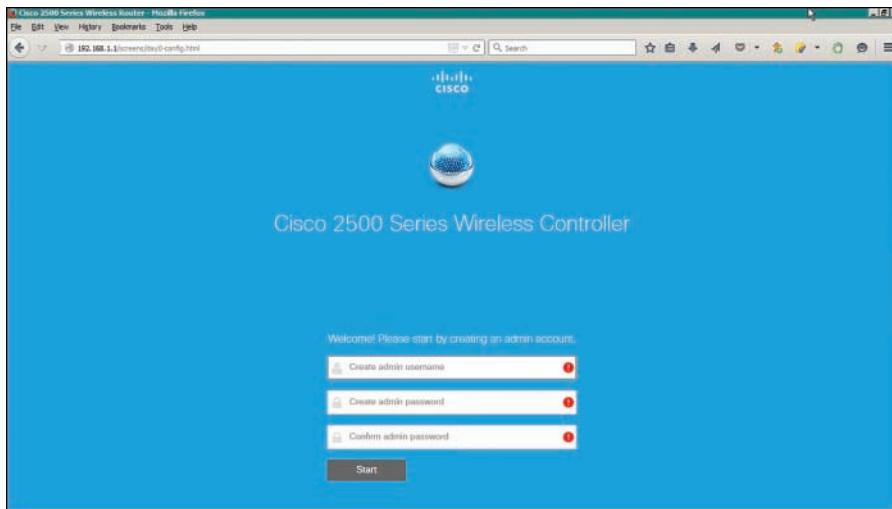 Cisco 2500 Series Wireless Router - Mozilla Firefox
File Edit View History Bookmarks Tools Help
192.168.1.1/screens/day0-config.html
Search
CISCO
Cisco 2500 Series Wireless Controller
Welcome! Please start by creating an admin account.
Create admin username
Create admin password
Confirm admin password
Start